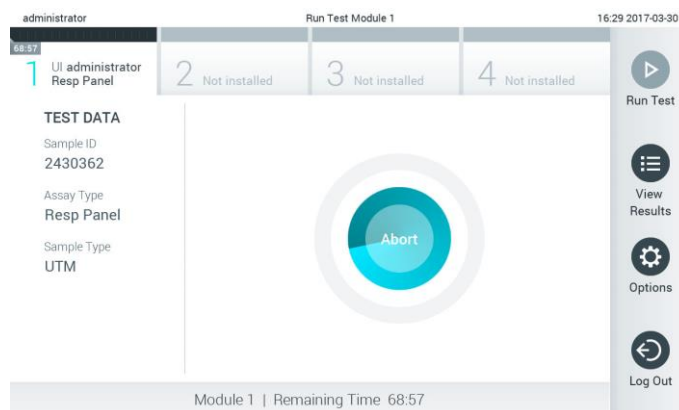 administrator Run Test Module 1 16:29 2017-03-30
68:57
1 UI administrator
Resp Panel
2 Not installed
3 Not installed
4 Not installed
Run Test
TEST DATA
Sample ID
2430362
Assay Type
Resp Panel
Sample Type
UTM
Abort
View
Results
Options
Log Out
Module 1 | Remaining Time 68:57